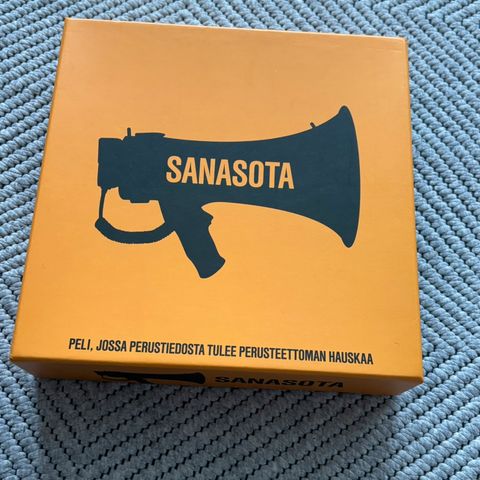 SANASOTA
PELI, JOSSA PERUSTIEDOSTA TULEE PERUSTEETTOMAN HAUSKAA
SANASOTA